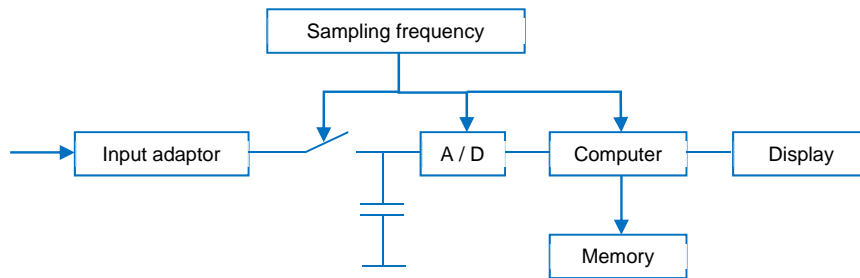 Sampling frequency
Input adaptor
A / D
Computer
Display
Memory